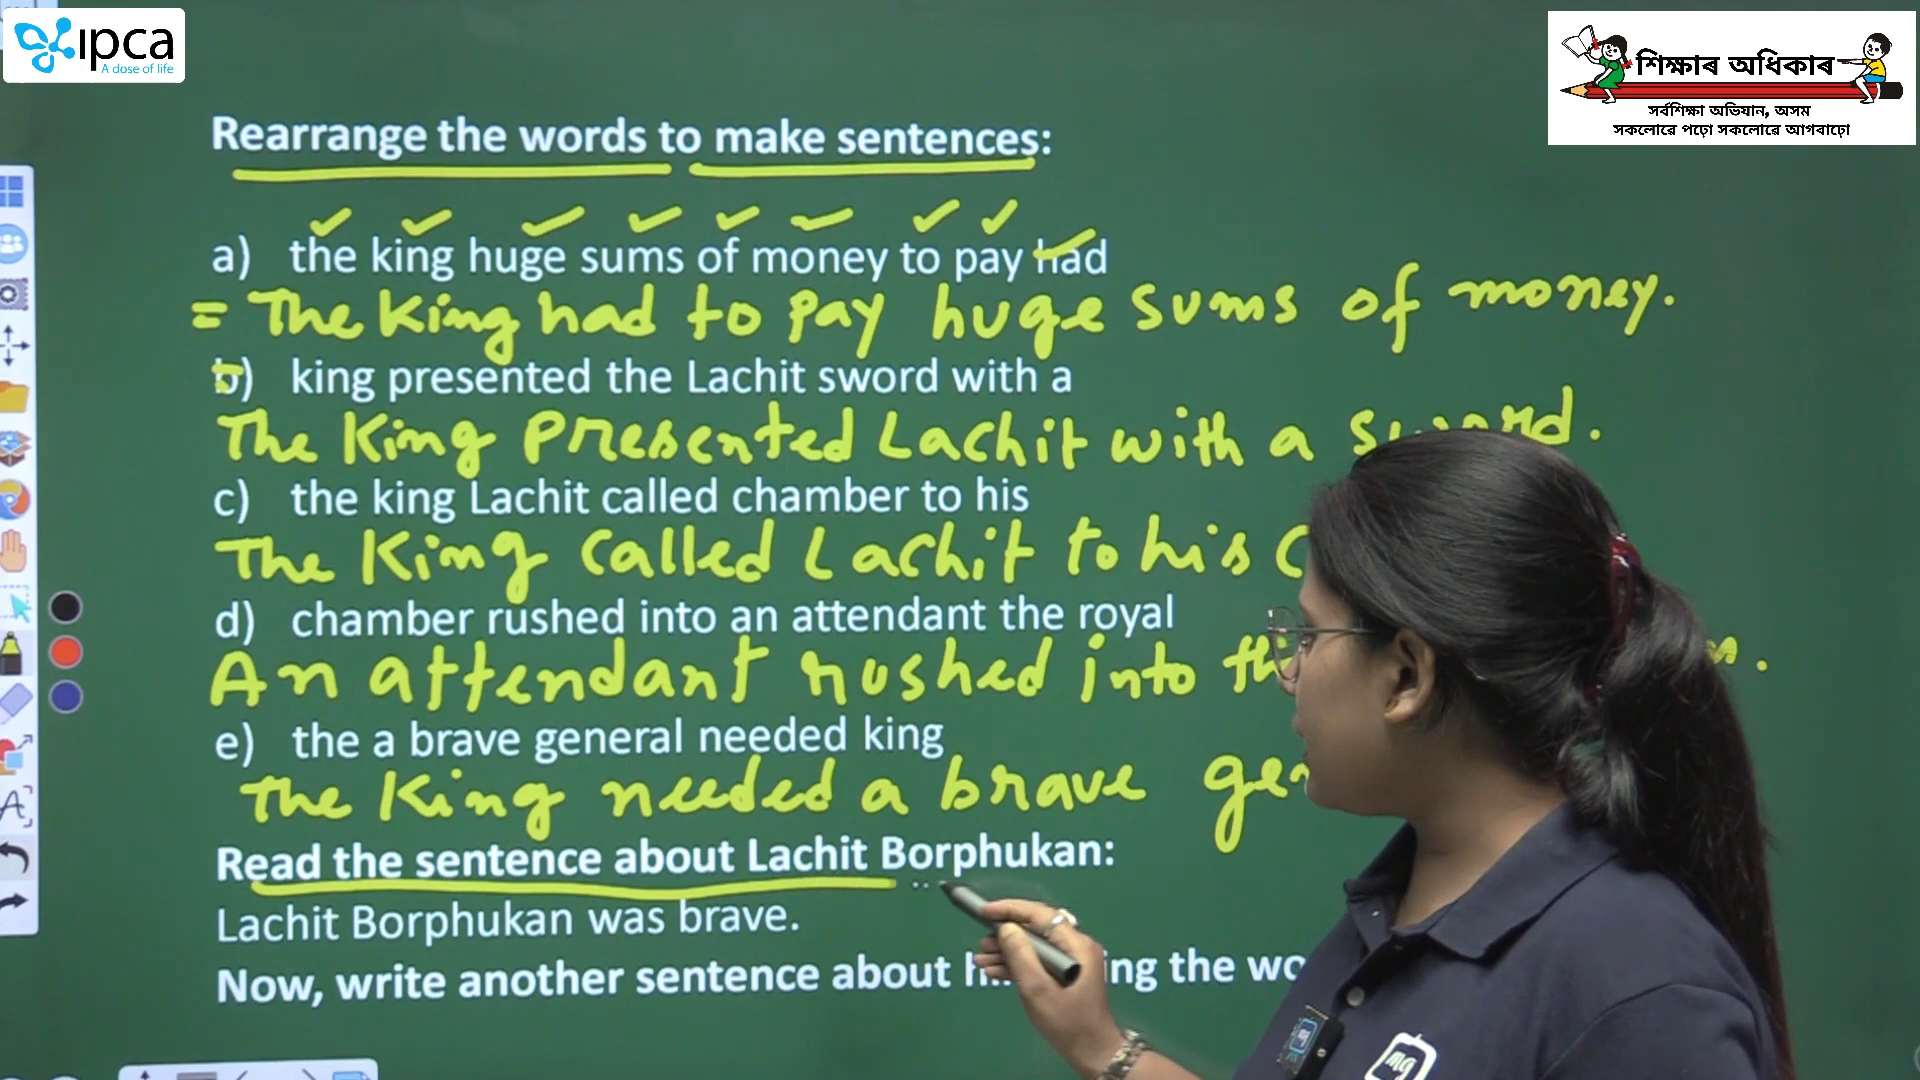 ipca
A dose of life
শিক্ষাৰ অধিকাৰ
সৰ্বশিক্ষা অভিযান, অসম
সকলোৱে পঢ়ো সকলোৱে আগবাঢ়ো
Rearrange the words to make sentences:
a) the king huge sums of money to pay had
= The King had to pay huge sums of money.
b) king presented the Lachit sword with a
The King Presented Lachit with a sword.
c) the king Lachit called chamber to his
The King called Lachit to his
d) chamber rushed into an attendant the royal
An attendant rushed into
e) the a brave general needed king
The King needed a brave
Read the sentence about Lachit Borphukan:
Lachit Borphukan was brave.
Now, write another sentence about the
mg